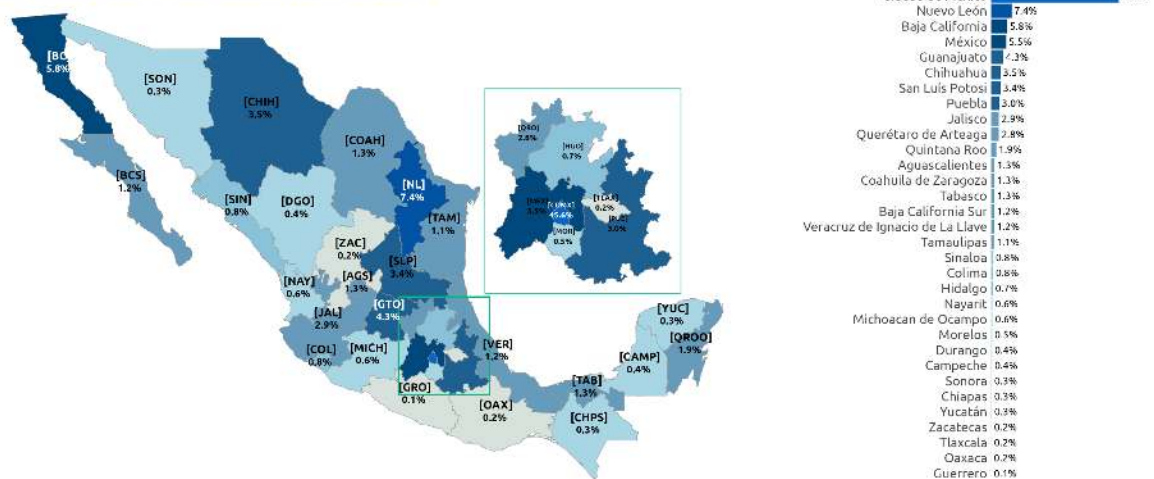 [BC]
5.8%
[SON]
0,3%
[CHIH]
3,5%
[COAH]
1.3%
[BCS]
1.2%
[NL]
7.4%
[SIN]
0.8%
[DGO]
0.4%
[TAM]
1,1%
[ZAC]
0.2%
[SLP]
3.4%
[NAY]
0.6%
[AGS]
1.3%
[GTO]
4.3%
[JAL]
2.9%
[COL]
0.8%
[MICH]
0.6%
[VER]
1,2%
[GRO]
0.1%
[OAX]
0.2%
[TAB]
1.3%
[CHPS]
0.3%
[CAMP]
0,4%
[YUC]
0.3%
[QROO]
1.9%
[QRO]
2.8%
[HGO]
0.7%
[MEX]
5.5%
[CDMX]
45.6%
[TLAX]
0.2%
[PUE]
3.0%
[MOR]
0.5%
Nuevo León 7.4%
Baja California 5.8%
México 5.5%
Guanajuato 4.3%
Chihuahua 3.5%
San Luís Potosi 3.4%
Puebla 3.0%
Jalisco 2.9%
Querétaro de Arteaga 2.8%
Quintana Roo 1.9%
Aguascalientes 1.3%
Coahuila de Zaragoza 1.3%
Tabasco 1.3%
Baja California Sur 1.2%
Veracruz de Ignacio de La Llave 1.2%
Tamaulipas 1.1%
Sinaloa 0.8%
Colima 0.8%
Hidalgo 0.7%
Nayarit 0.6%
Michoacan de Ocampo 0.6%
Morelos 0.5%
Durango 0.4%
Campeche 0.4%
Sonora 0.3%
Chiapas 0.3%
Yucatán 0.3%
Zacatecas 0.2%
Tlaxcala 0.2%
Oaxaca 0.2%
Guerrero 0.1%